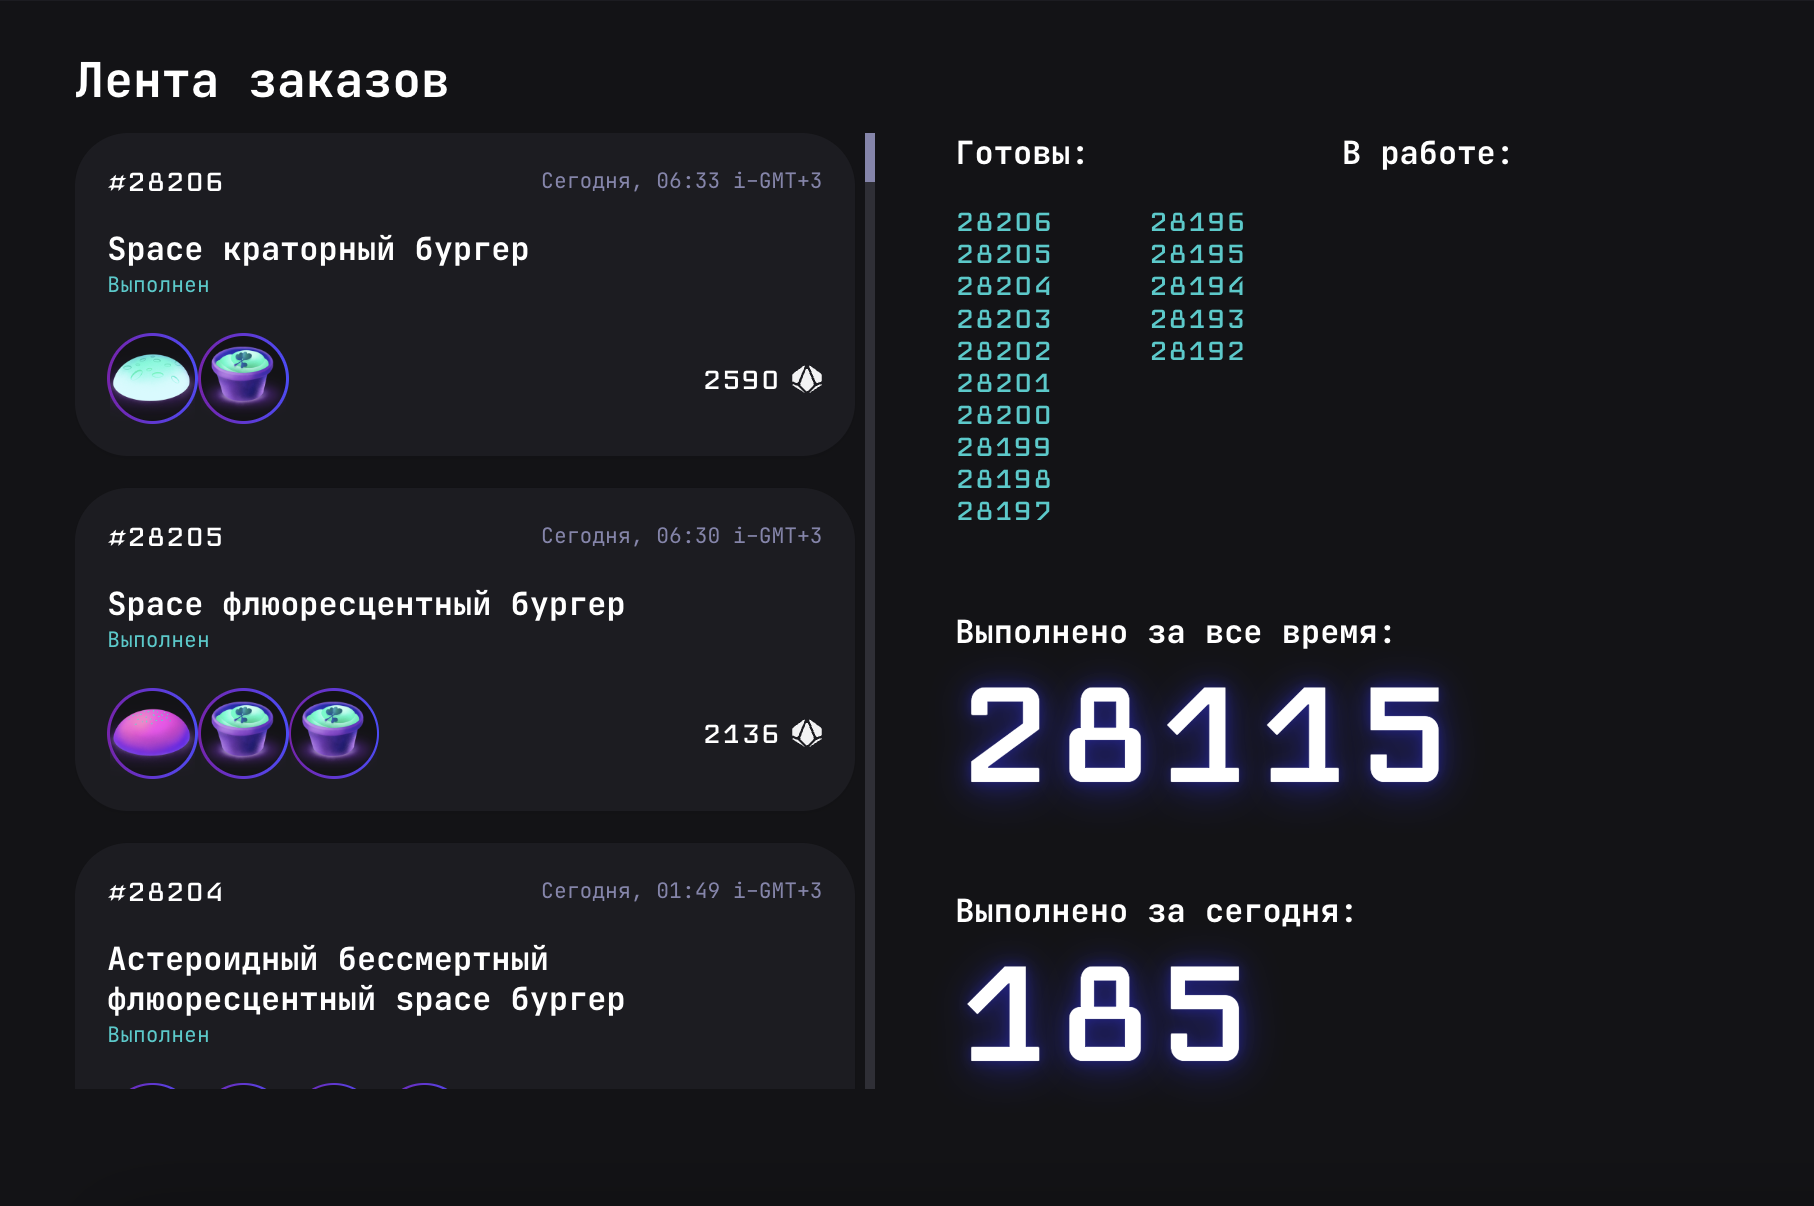 Лента заказов
#28206
Сегодня, 06:33 i-GMT+3
Space краторный бургер
Выполнен
2590
#28205
Сегодня, 06:30 i-GMT+3
Space флюоресцентный бургер
Выполнен
2136
#28204
Сегодня, 01:49 i-GMT+3
Астероидный бессмертный
флюоресцентный space бургер
Выполнен
Готовы:
28206
28205
28204
28203
28202
28201
28200
28199
28198
28197
28196
28195
28194
28193
28192
В работе:
Выполнено за все время:
28115
Выполнено за сегодня:
185